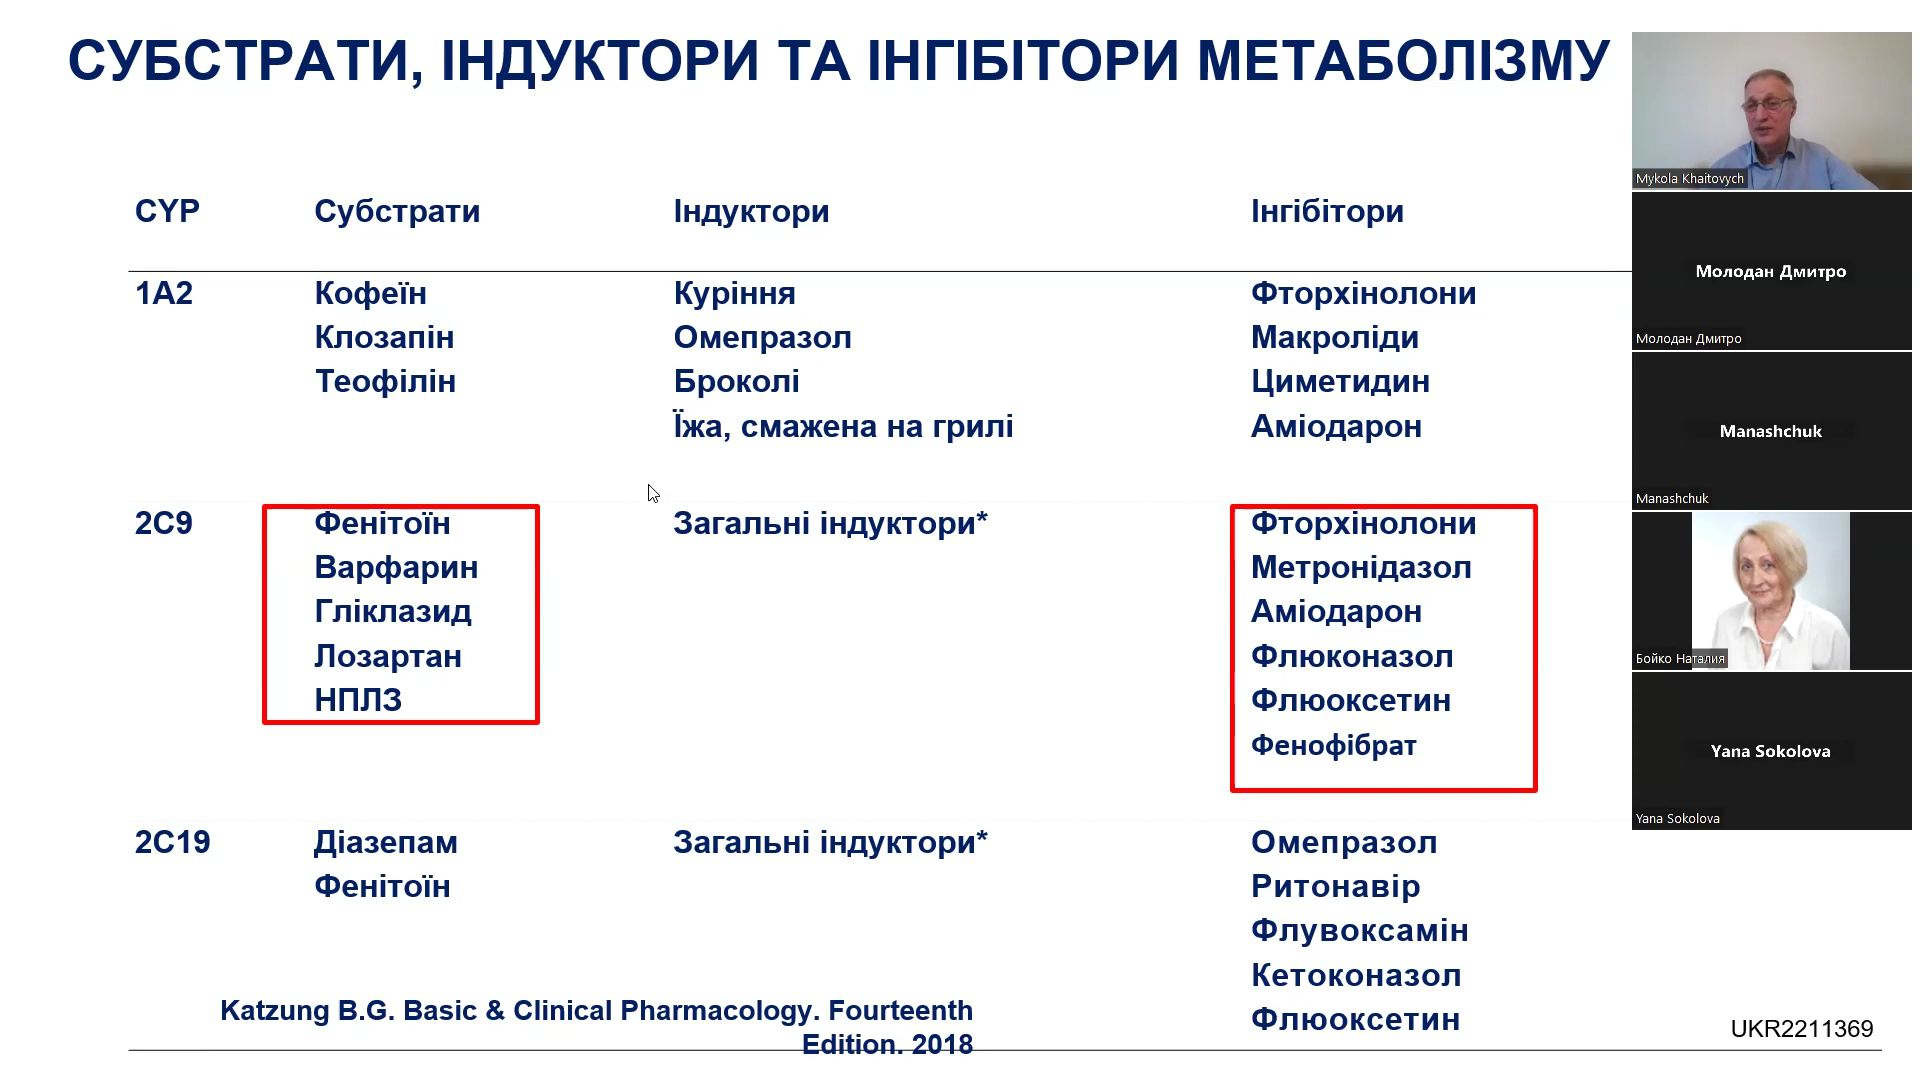 СУБСТРАТИ, ІНДУКТОРИ ТА ІНГІБІТОРИ МЕТАБОЛІЗМУ
CYP Субстрати Індуктори Інгібітори
1A2 Кофеїн Куріння Фторхінолони
Клозапін Омепразол Макроліди
Теофілін Броколі Циметидин
Їжа, смажена на грилі Аміодарон
2C9 Фенітоїн Загальні індуктори* Фторхінолони
Варфарин Метронідазол
Гліклазид Аміодарон
Лозартан Флюконазол
НПЛЗ Флюоксетин
Фенофібрат
2C19 Діазепам Загальні індуктори* Омепразол
Фенітоїн Ритонавір
Флувоксамін
Кетоконазол
Флюоксетин
Katzung B.G. Basic & Clinical Pharmacology. Fourteenth
Edition. 2018
UKR2211369
Mykola Khaitovych
Молодан Дмитро
Молодан Дмитро
Manashchuk
Manashchuk
Бойко Наталия
Yana Sokolova
Yana Sokolova